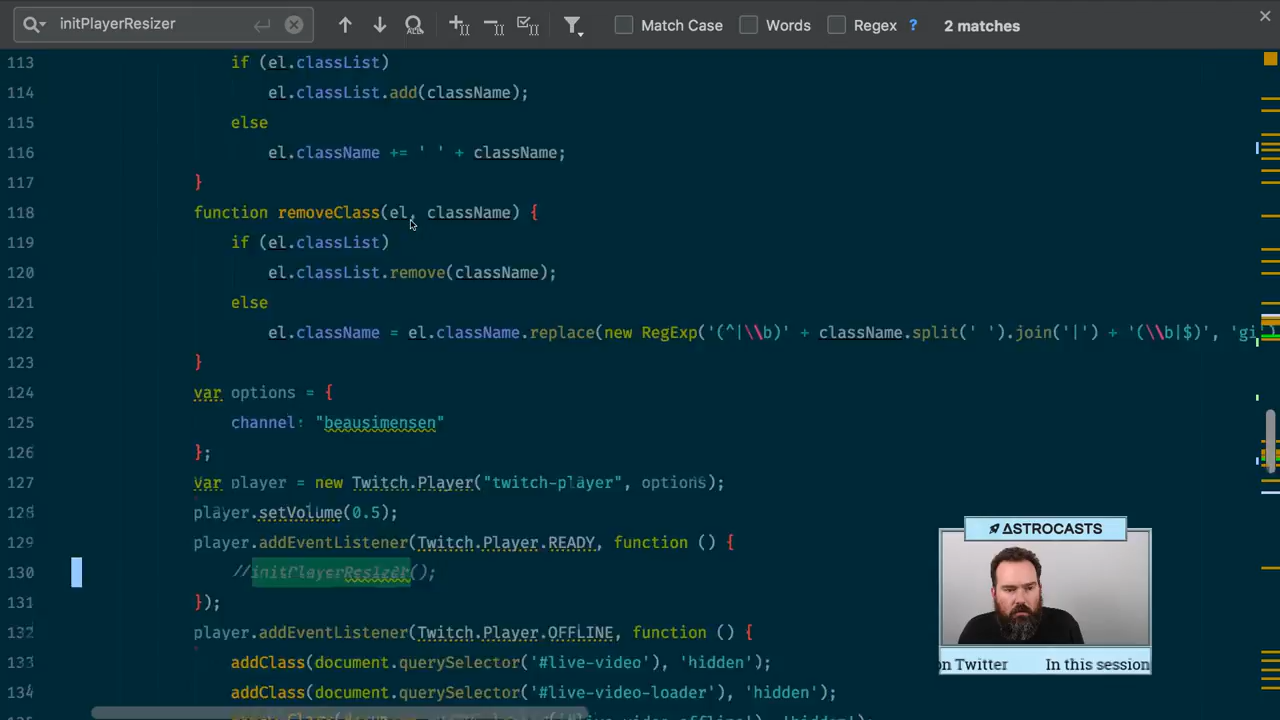 initPlayerResizer
Match Case
Words
Regex
?
2 matches
113 if (el.classList)
114 el.classList.add(className);
115 else
116 el.className += ' ' + className;
117 }
118 function removeClass(el, className) {
119 if (el.classList)
120 el.classList.remove(className);
121 else
122 el.className = el.className.replace(new RegExp('(^|\\b)' + className.split(' ').join('|') + '(\\b|$)', 'gi')
123 }
124 var options = {
125 channel: "beausimensen"
126 };
127 var player = new Twitch.Player("twitch-player", options);
128 player.setVolume(0.5);
129 player.addEventListener(Twitch.Player.READY, function () {
130 //initPlayerResizer();
131 });
132 player.addEventListener(Twitch.Player.OFFLINE, function () {
133 addClass(document.querySelector('#live-video'), 'hidden');
134 addClass(document.querySelector('#live-video-loader'), 'hidden');
ASTROCASTS
on Twitter In this session